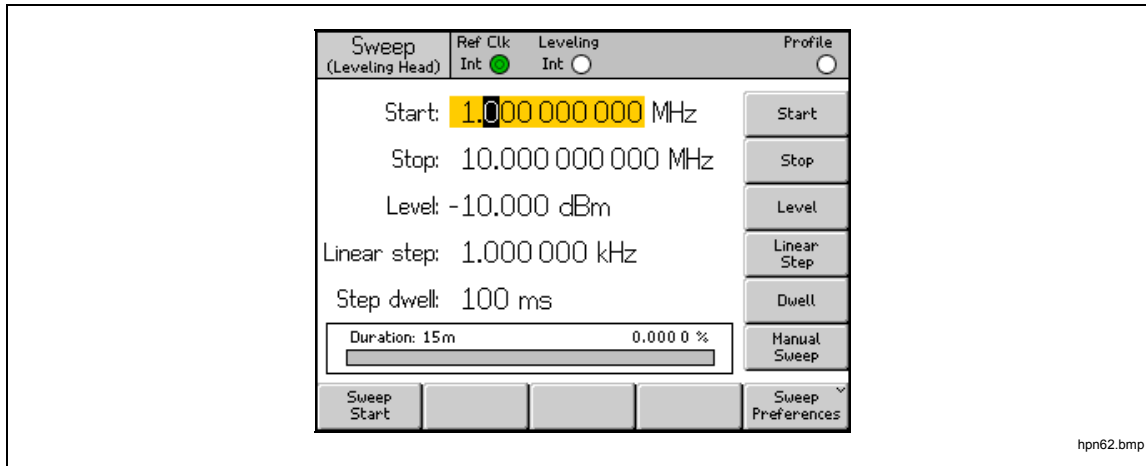 Sweep
(Leveling Head)
Ref Clk
Int
Leveling
Int
Profile
Start: 1.000 000 000 MHz
Stop: 10.000 000 000 MHz
Level: -10.000 dBm
Linear step: 1.000 000 kHz
Step dwell: 100 ms
Duration: 15m 0.000 0 %
Start
Stop
Level
Linear
Step
Dwell
Manual
Sweep
Sweep
Start
Sweep
Preferences
hpn62.bmp